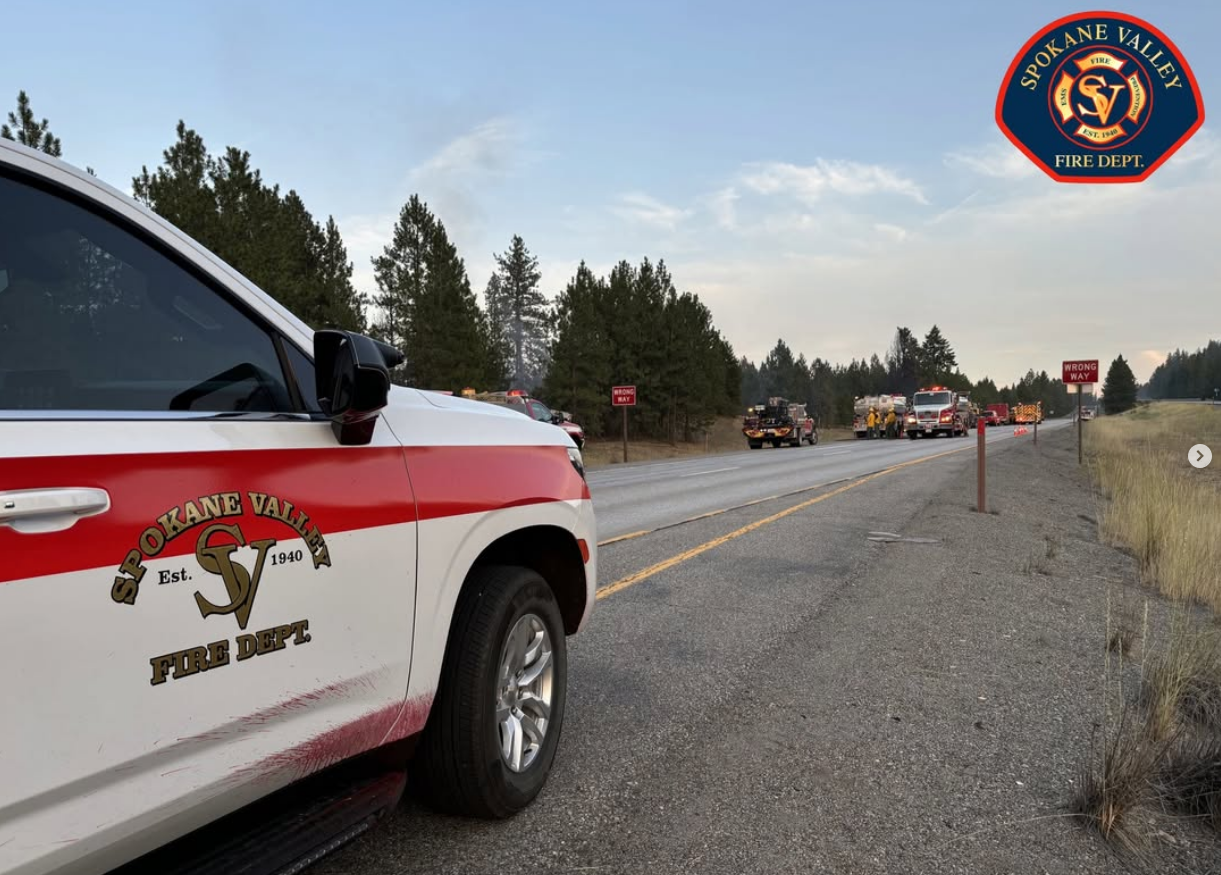 SPOKANE VALLEY
FIRE
EMS
PREVENTION
SV
EST. 1940
FIRE DEPT.
WRONG
WAY
WRONG
WAY
SPOKANE VALLEY
Est. SV 1940
FIRE DEPT.